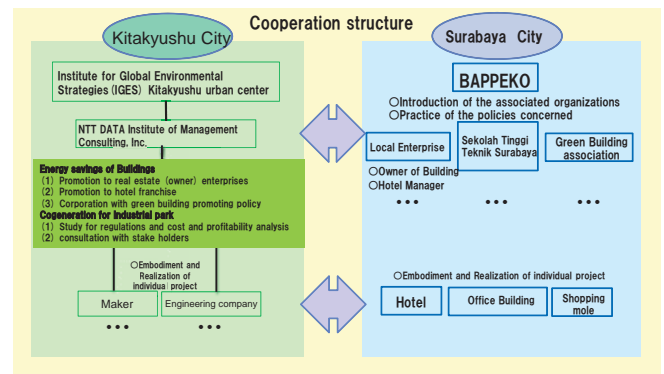 Cooperation structure
Kitakyushu City
Institute for Global Environmental
Strategies (IGES) Kitakyushu urban center
NTT DATA Institute of Management
Consulting, Inc.
Energy savings of Buildings
(1) Promotion to real estate (owner) enterprises
(2) Promotion to hotel franchise
(3) Corporation with green building promoting policy
Cogeneration for industrial park
(1) Study for regulations and cost and profitability analysis
(2) consultation with stake holders
○Embodiment and
Realization of
individual project
Maker
Engineering company
•••
•••
Surabaya City
BAPPEKO
○Introduction of the associated organizations
○Practice of the policies concerned
Local Enterprise
Sekolah Tinggi
Teknik Surabaya
Green Building
association
○Owner of Building
○Hotel Manager
•••
•••
•••
○Embodiment and Realization of individual project
Hotel
Office Building
Shopping
mole
•••